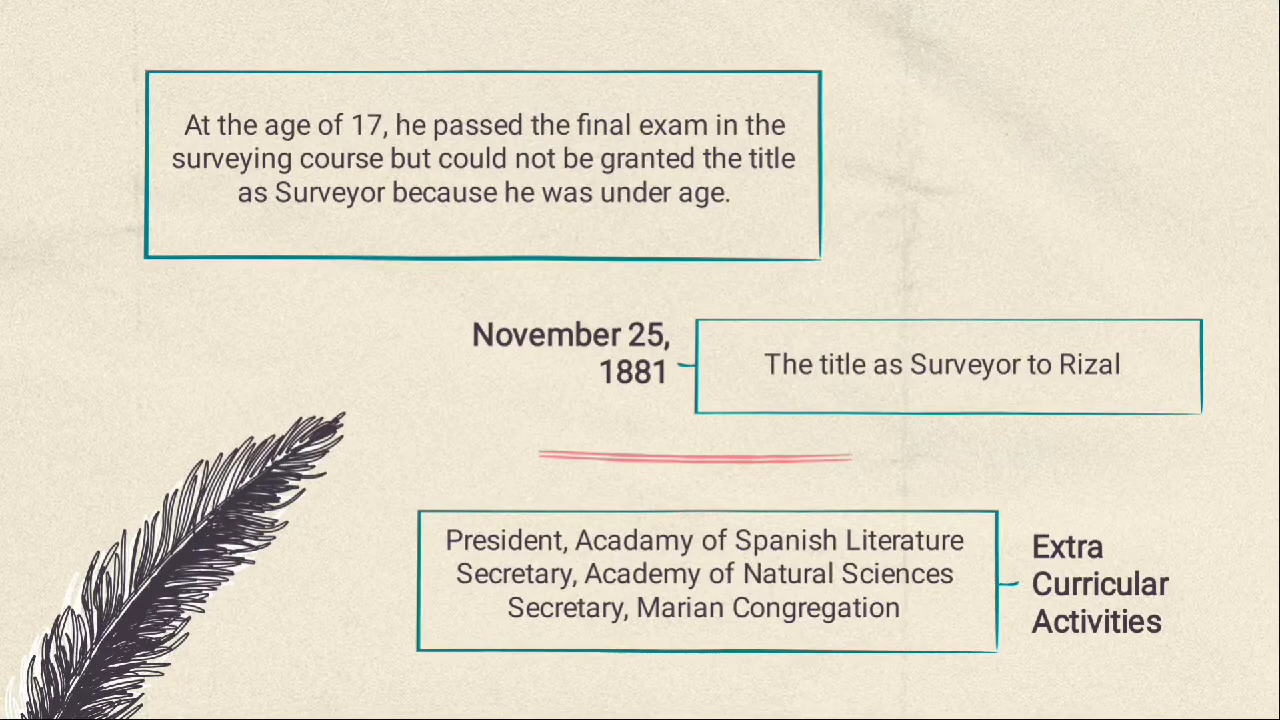 At the age of 17, he passed the final exam in the
surveying course but could not be granted the title
as Surveyor because he was under age.
November 25,
1881
The title as Surveyor to Rizal
President, Acadamy of Spanish Literature
Secretary, Academy of Natural Sciences
Secretary, Marian Congregation
Extra
Curricular
Activities